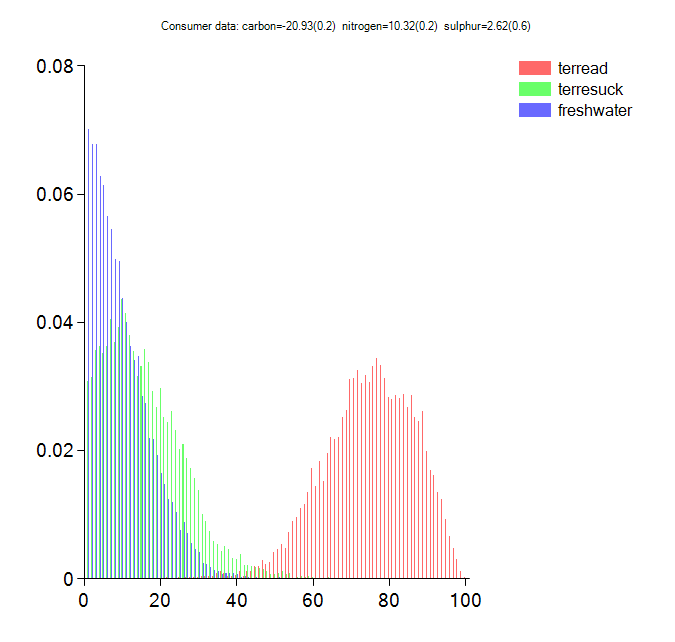 Consumer data: carbon=-20.93(0.2) nitrogen=10.32(0.2) sulphur=2.62(0.6)
terread
terresuck
freshwater
0.08
0.06
0.04
0.02
0
0 20 40 60 80 100